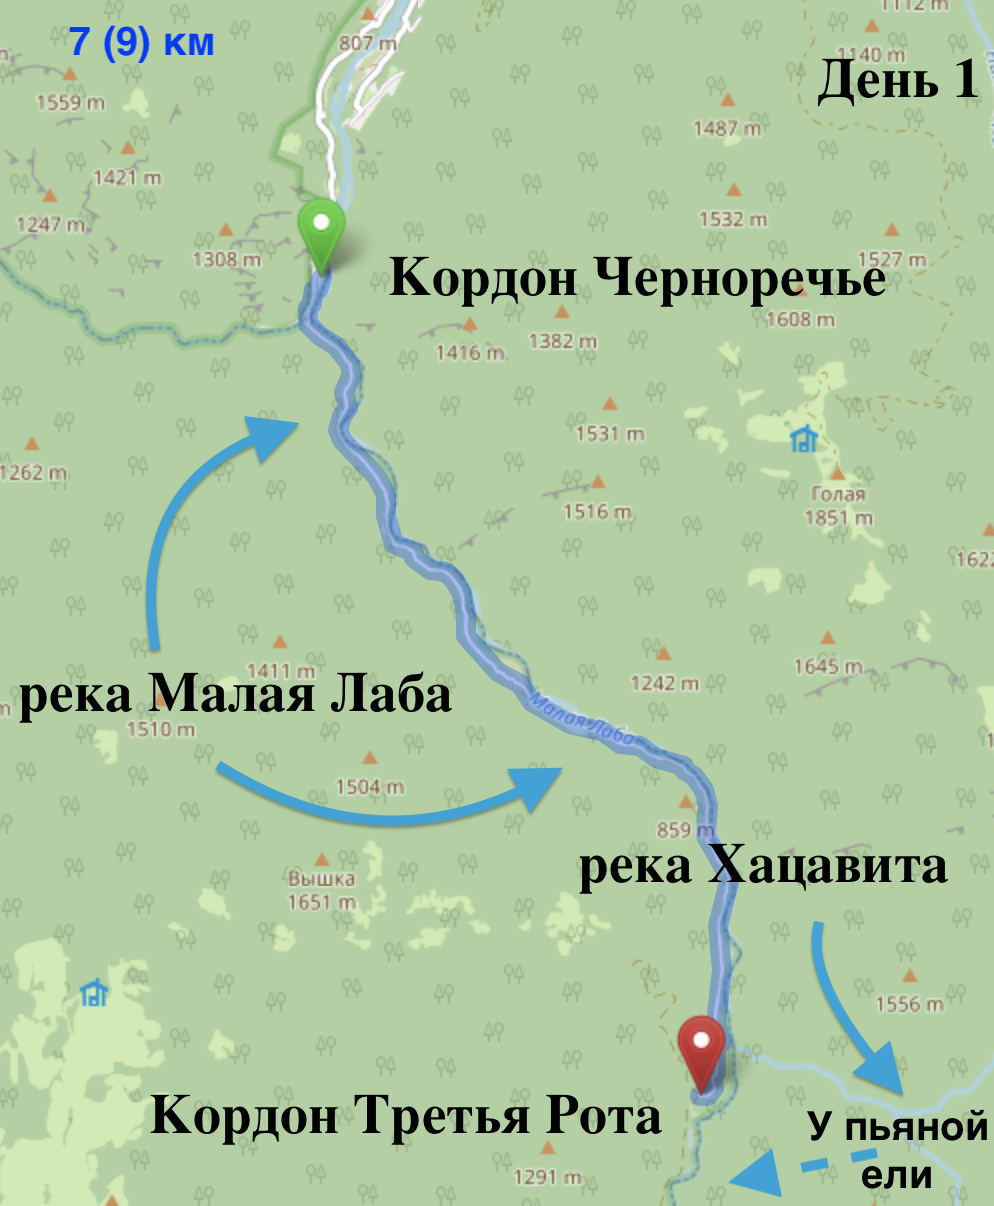 1112 m
807 m
7 (9) км
1140 m
День 1
1559 m
1487 m
1421 m
1532 m
1247 m
1308 m
1527 m
Кордон Черноречье
1608 m
1416 m
1382 m
1531 m
1262 m
Голая
1851 m
1516 m
1622
1411 m
1645 m
1242 m
река Малая Лаба
1510 m
Малая Лаба
1504 m
859 m
река Хацавита
Вышка
1651 m
1556 m
Кордон Третья Рота
У пьяной
ели
1291 m